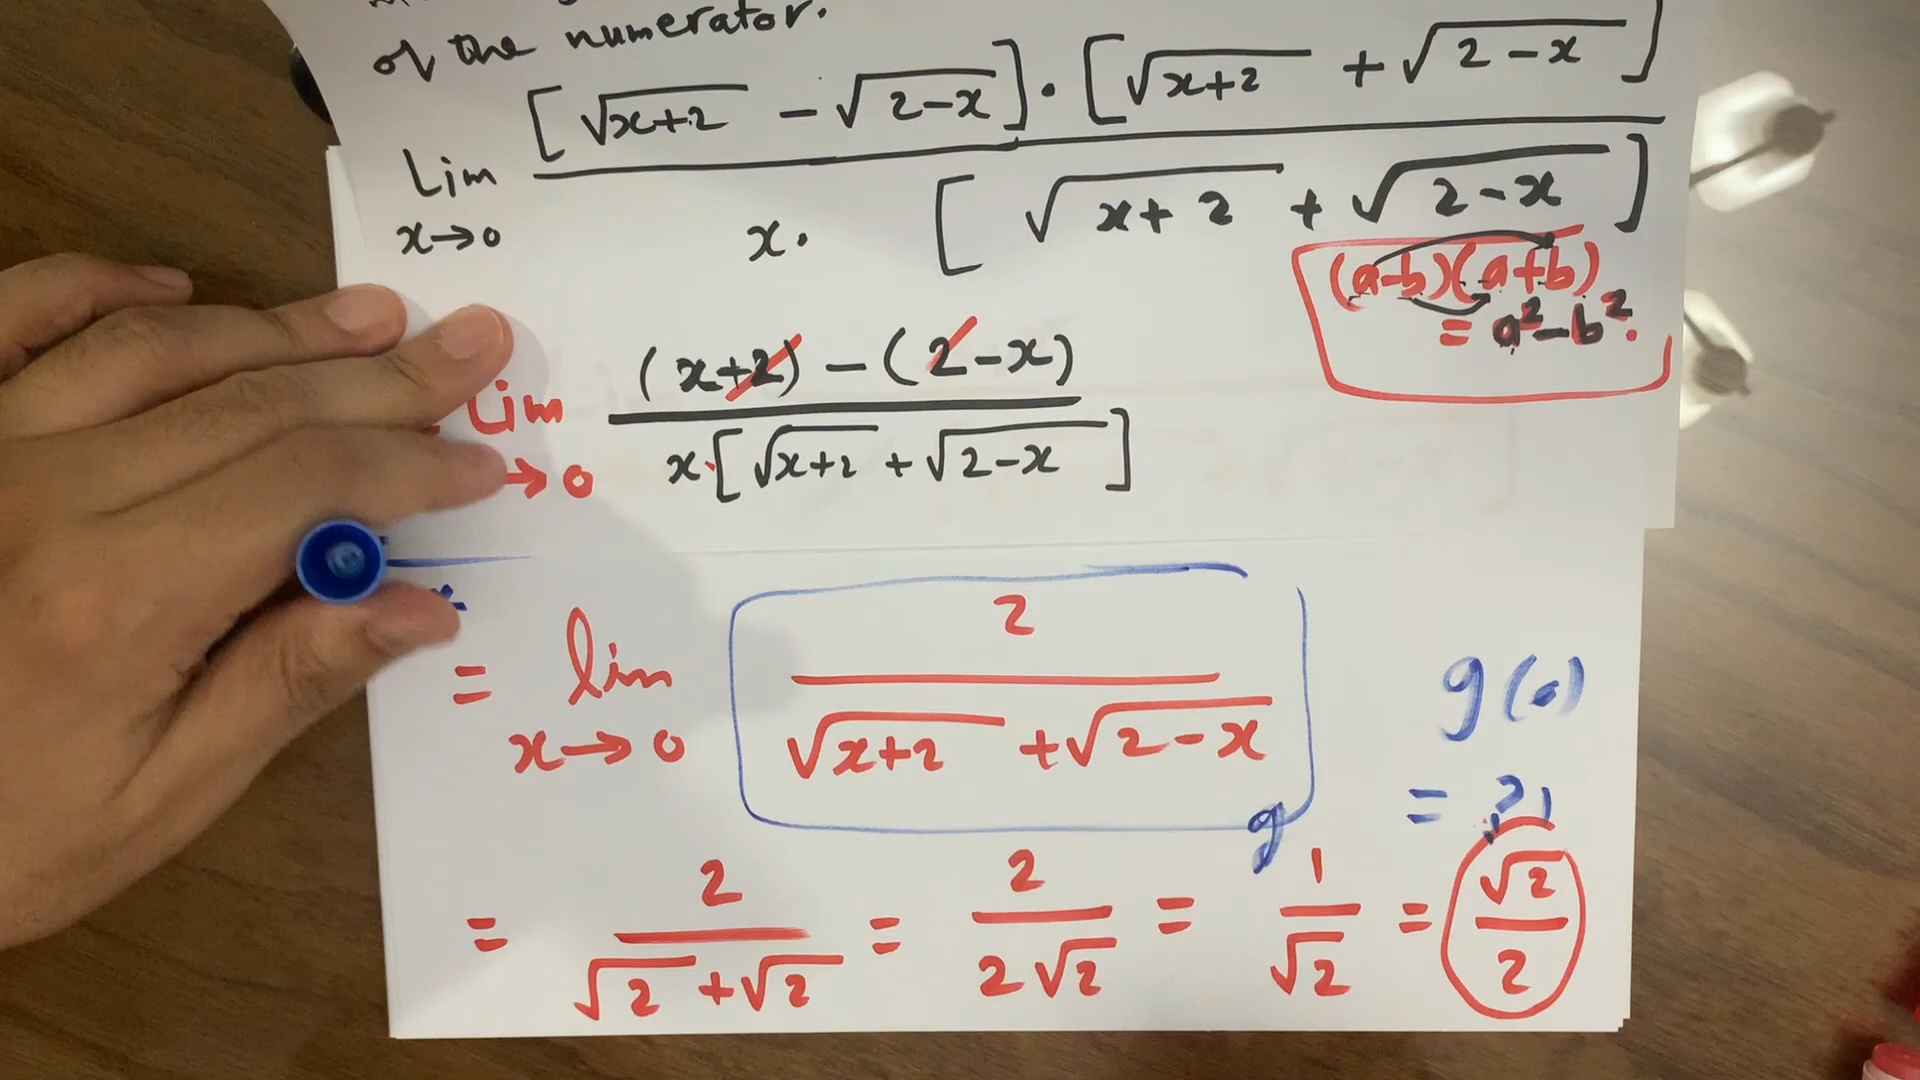 of the numerator.
Lim x→0 [√(x+2) − √(2−x)] · [√(x+2) + √(2−x)] / x · [√(x+2) + √(2−x)]
(a−b)(a+b)
= a² − b².
Lim →0 (x+2) − (2−x) / x·[√(x+2) + √(2−x)]
= lim x→0 2 / √(x+2) + √(2−x)
g
g(0)
= ?
= 2 / √2 + √2 = 2 / 2√2 = 1 / √2 = √2 / 2